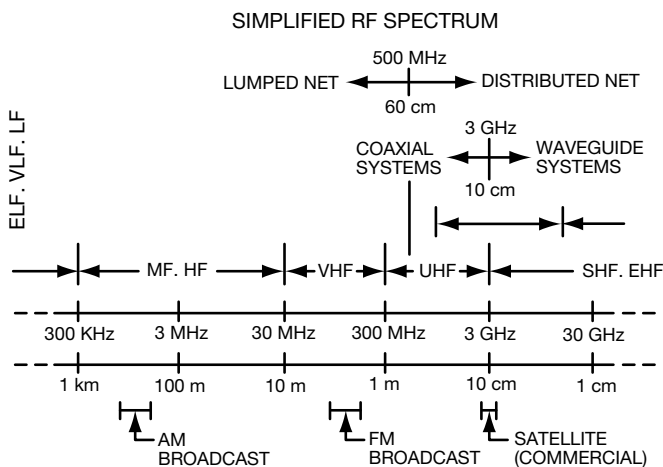 SIMPLIFIED RF SPECTRUM
500 MHz
LUMPED NET
DISTRIBUTED NET
60 cm
ELF. VLF. LF
3 GHz
COAXIAL
SYSTEMS
WAVEGUIDE
SYSTEMS
10 cm
MF. HF
VHF
UHF
SHF. EHF
300 KHz
3 MHz
30 MHz
300 MHz
3 GHz
30 GHz
1 km
100 m
10 m
1 m
10 cm
1 cm
AM
BROADCAST
FM
BROADCAST
SATELLITE
(COMMERCIAL)